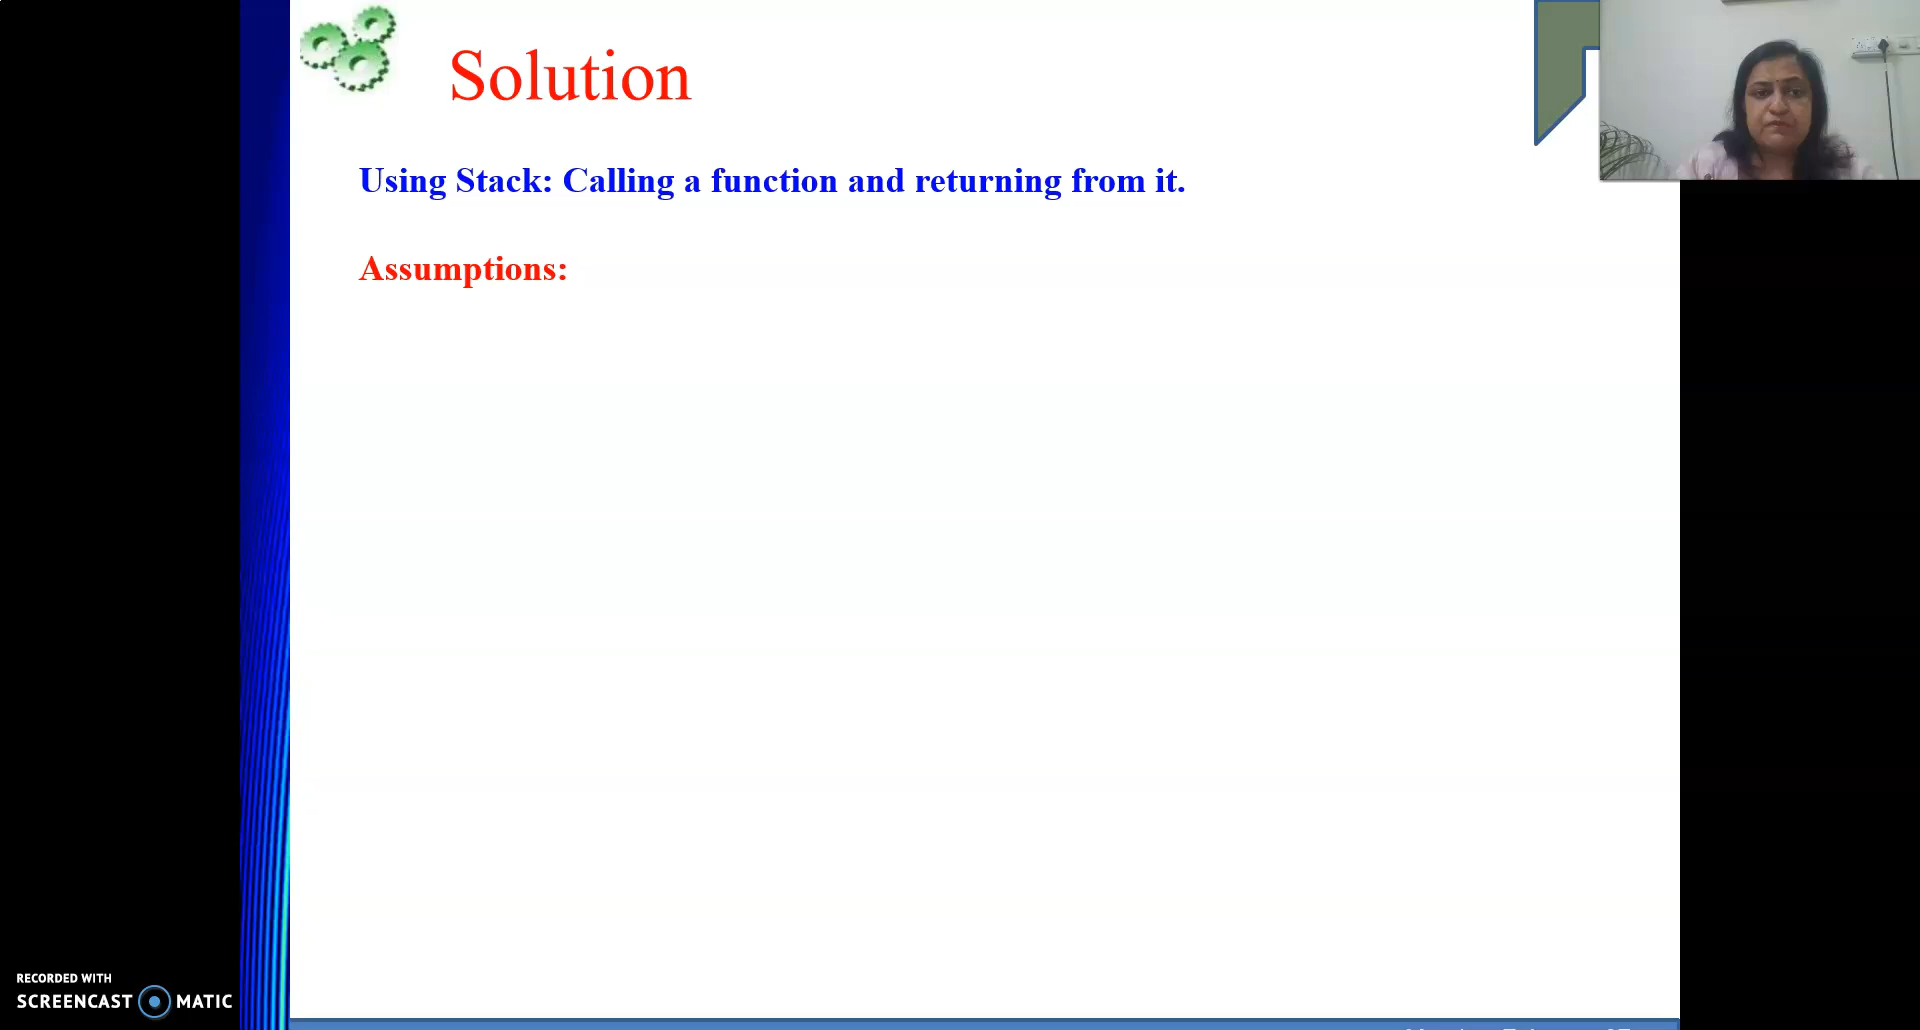 Solution
Using Stack: Calling a function and returning from it.
Assumptions:
RECORDED WITH
SCREENCAST MATIC